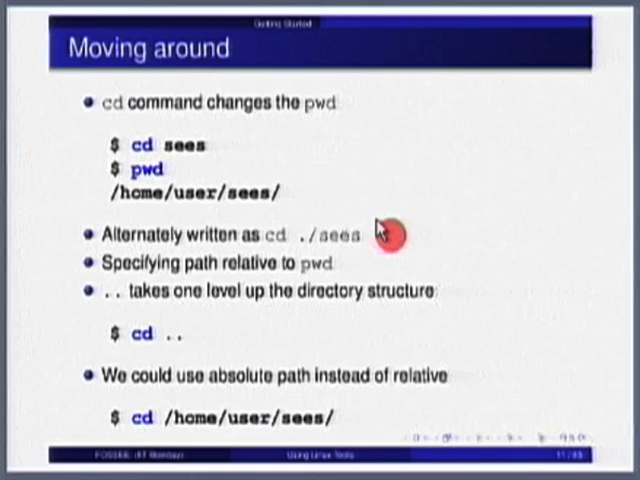 Getting Started
Moving around
cd command changes the pwd
$ cd sees
$ pwd
/home/user/sees/
Alternately written as cd ./sees
Specifying path relative to pwd
.. takes one level up the directory structure
$ cd ..
We could use absolute path instead of relative
$ cd /home/user/sees/
Using Linux Tools